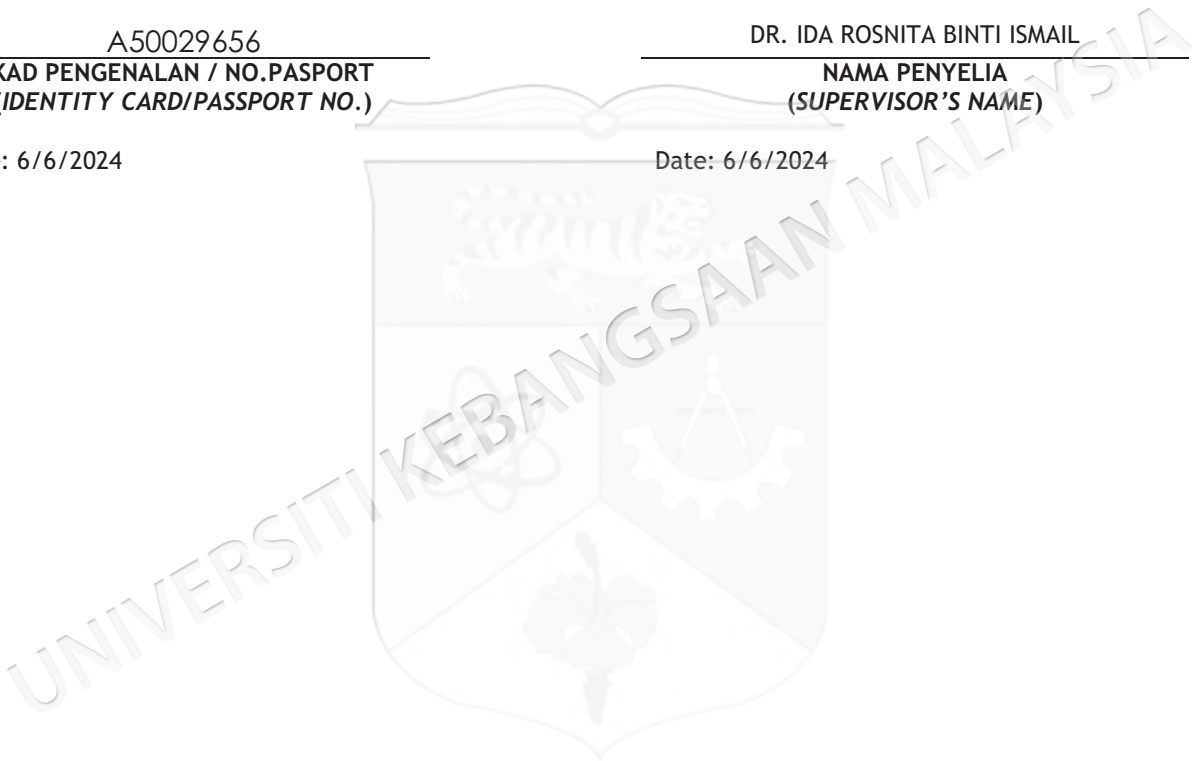 A50029656
KAD PENGENALAN / NO.PASPORT
(IDENTITY CARD/PASSPORT NO.)
: 6/6/2024
DR. IDA ROSNITA BINTI ISMAIL
NAMA PENYELIA
(SUPERVISOR’S NAME)
Date: 6/6/2024
UNIVERSITI KEBANGSAAN MALAYSIA